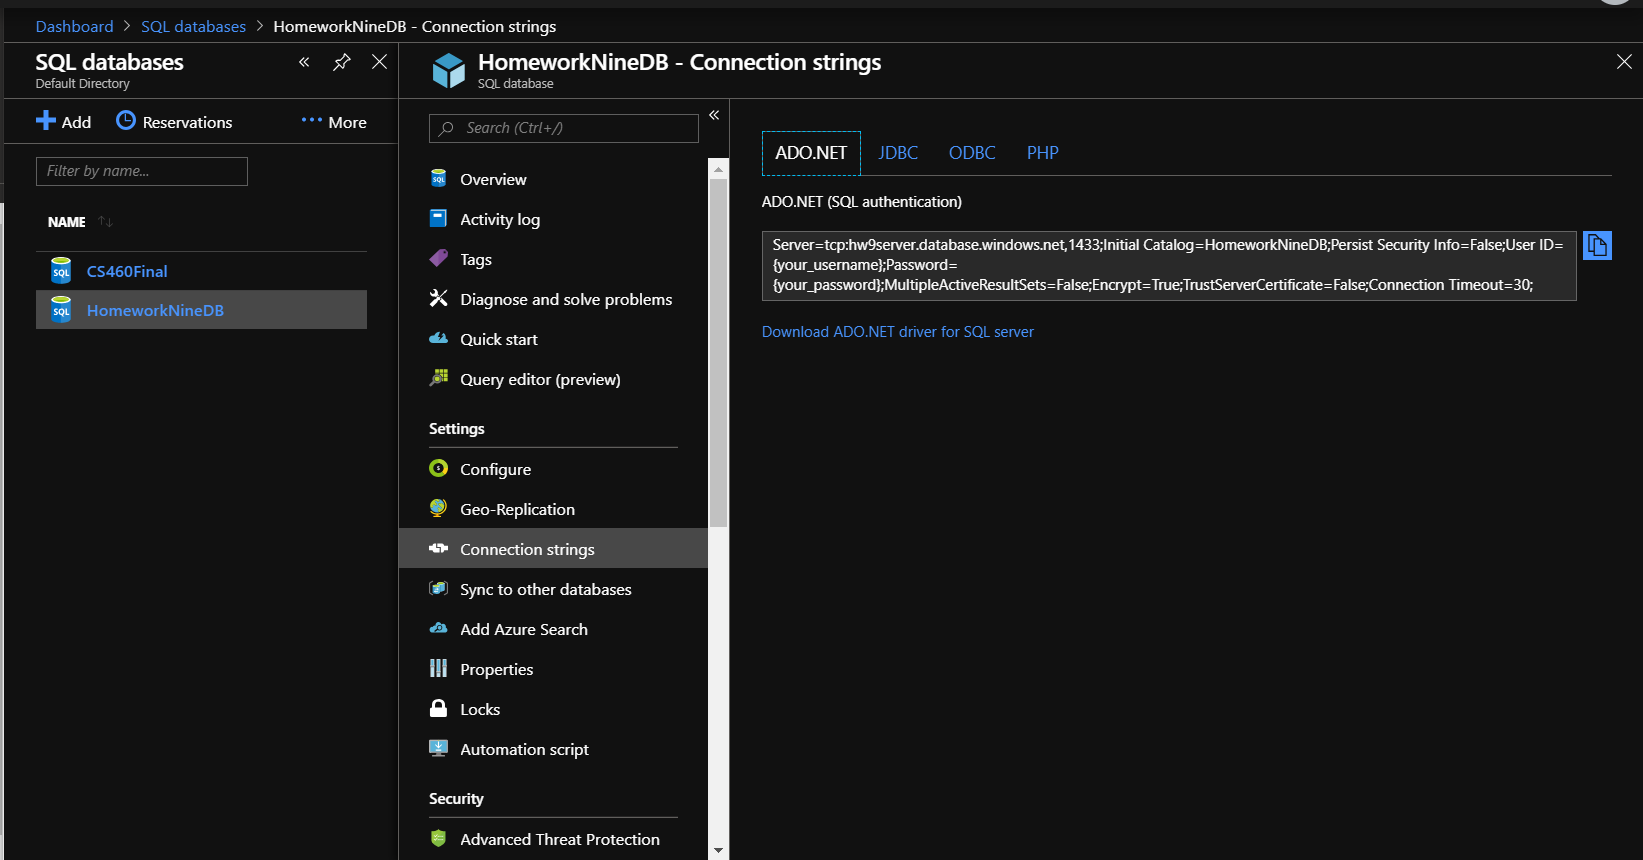 Dashboard > SQL databases > HomeworkNineDB - Connection strings
SQL databases
Default Directory
Add
Reservations
More
Filter by name...
NAME
CS460Final
HomeworkNineDB
HomeworkNineDB - Connection strings
SQL database
Search (Ctrl+/)
Overview
Activity log
Tags
Diagnose and solve problems
Quick start
Query editor (preview)
Settings
Configure
Geo-Replication
Connection strings
Sync to other databases
Add Azure Search
Properties
Locks
Automation script
Security
Advanced Threat Protection
ADO.NET JDBC ODBC PHP
ADO.NET (SQL authentication)
Server=tcp:hw9server.database.windows.net,1433;Initial Catalog=HomeworkNineDB;Persist Security Info=False;User ID=
{your_username};Password=
{your_password};MultipleActiveResultSets=False;Encrypt=True;TrustServerCertificate=False;Connection Timeout=30;
Download ADO.NET driver for SQL server